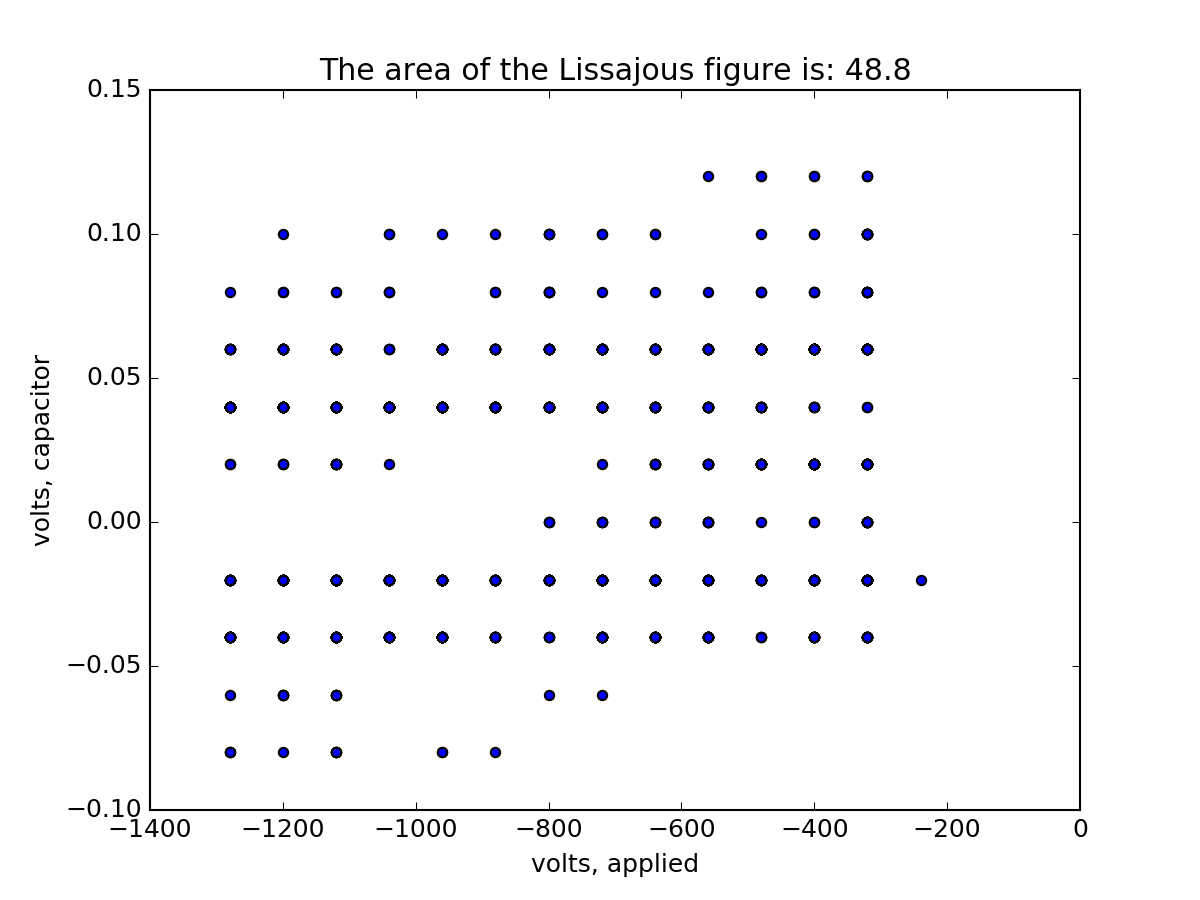 The area of the Lissajous figure is: 48.8
0.15
0.10
0.05
0.00
−0.05
−0.10
volts, capacitor
−1400 −1200 −1000 −800 −600 −400 −200 0
volts, applied